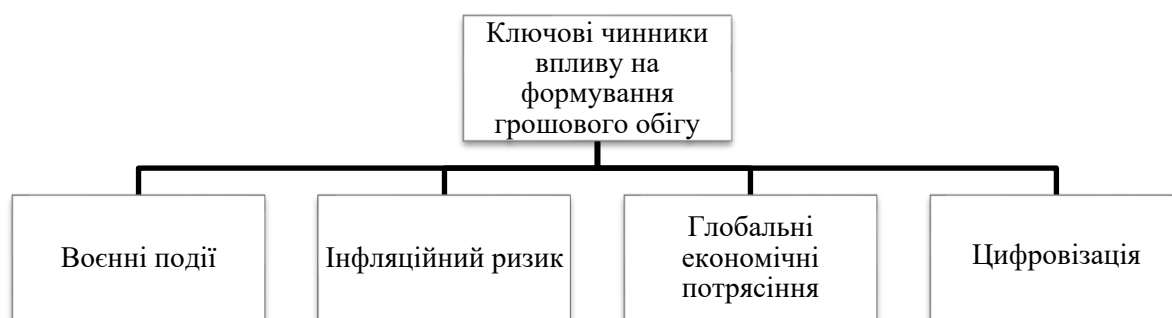 Ключові чинники
впливу на
формування
грошового обігу
Воєнні події
Інфляційний ризик
Глобальні
економічні
потрясіння
Цифровізація